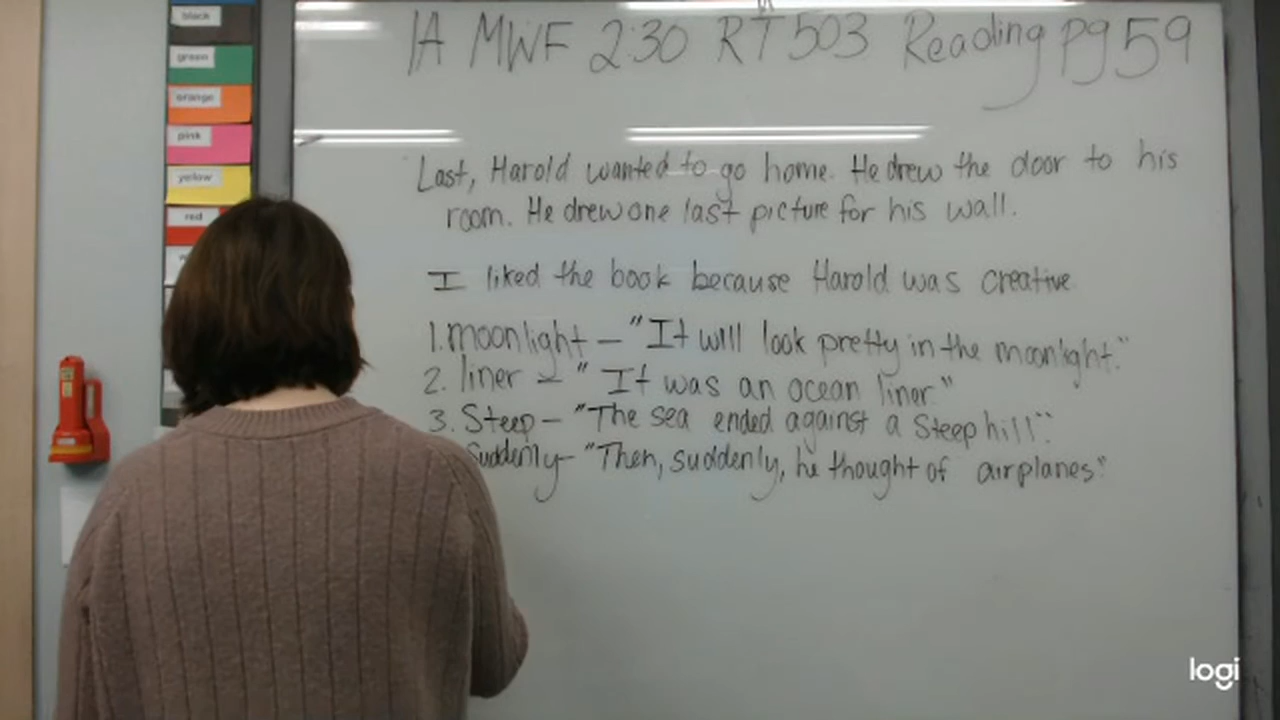 black
green
orange
pink
yellow
red
1A MWF 2:30 RT 503 Reading pg 59
Last, Harold wanted to go home. He drew the door to his
room. He drew one last picture for his wall.
I liked the book because Harold was creative
1. moonlight – "It will look pretty in the moonlight."
2. liner – "It was an ocean liner."
3. Steep – "The sea ended against a Steep hill".
Suddenly – "Then, suddenly, he thought of airplanes."
logi